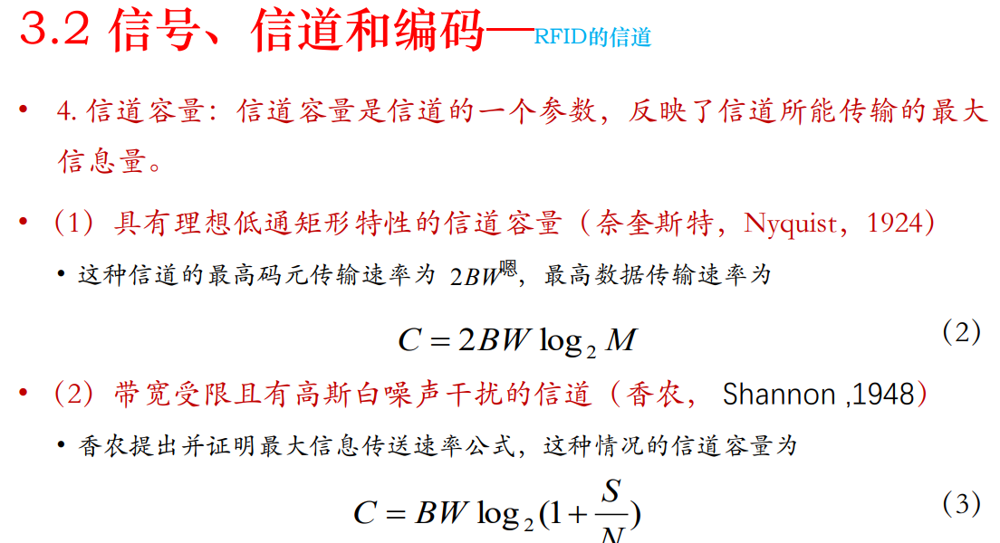 3.2 信号、信道和编码—RFID的信道
• 4. 信道容量：信道容量是信道的一个参数，反映了信道所能传输的最大
信息量。
• （1）具有理想低通矩形特性的信道容量（奈奎斯特，Nyquist，1924）
• 这种信道的最高码元传输速率为 2BW嗯，最高数据传输速率为
C = 2BW log₂ M （2）
• （2）带宽受限且有高斯白噪声干扰的信道（香农， Shannon ,1948）
• 香农提出并证明最大信息传送速率公式，这种情况的信道容量为
C = BW log₂(1 + S/N) （3）